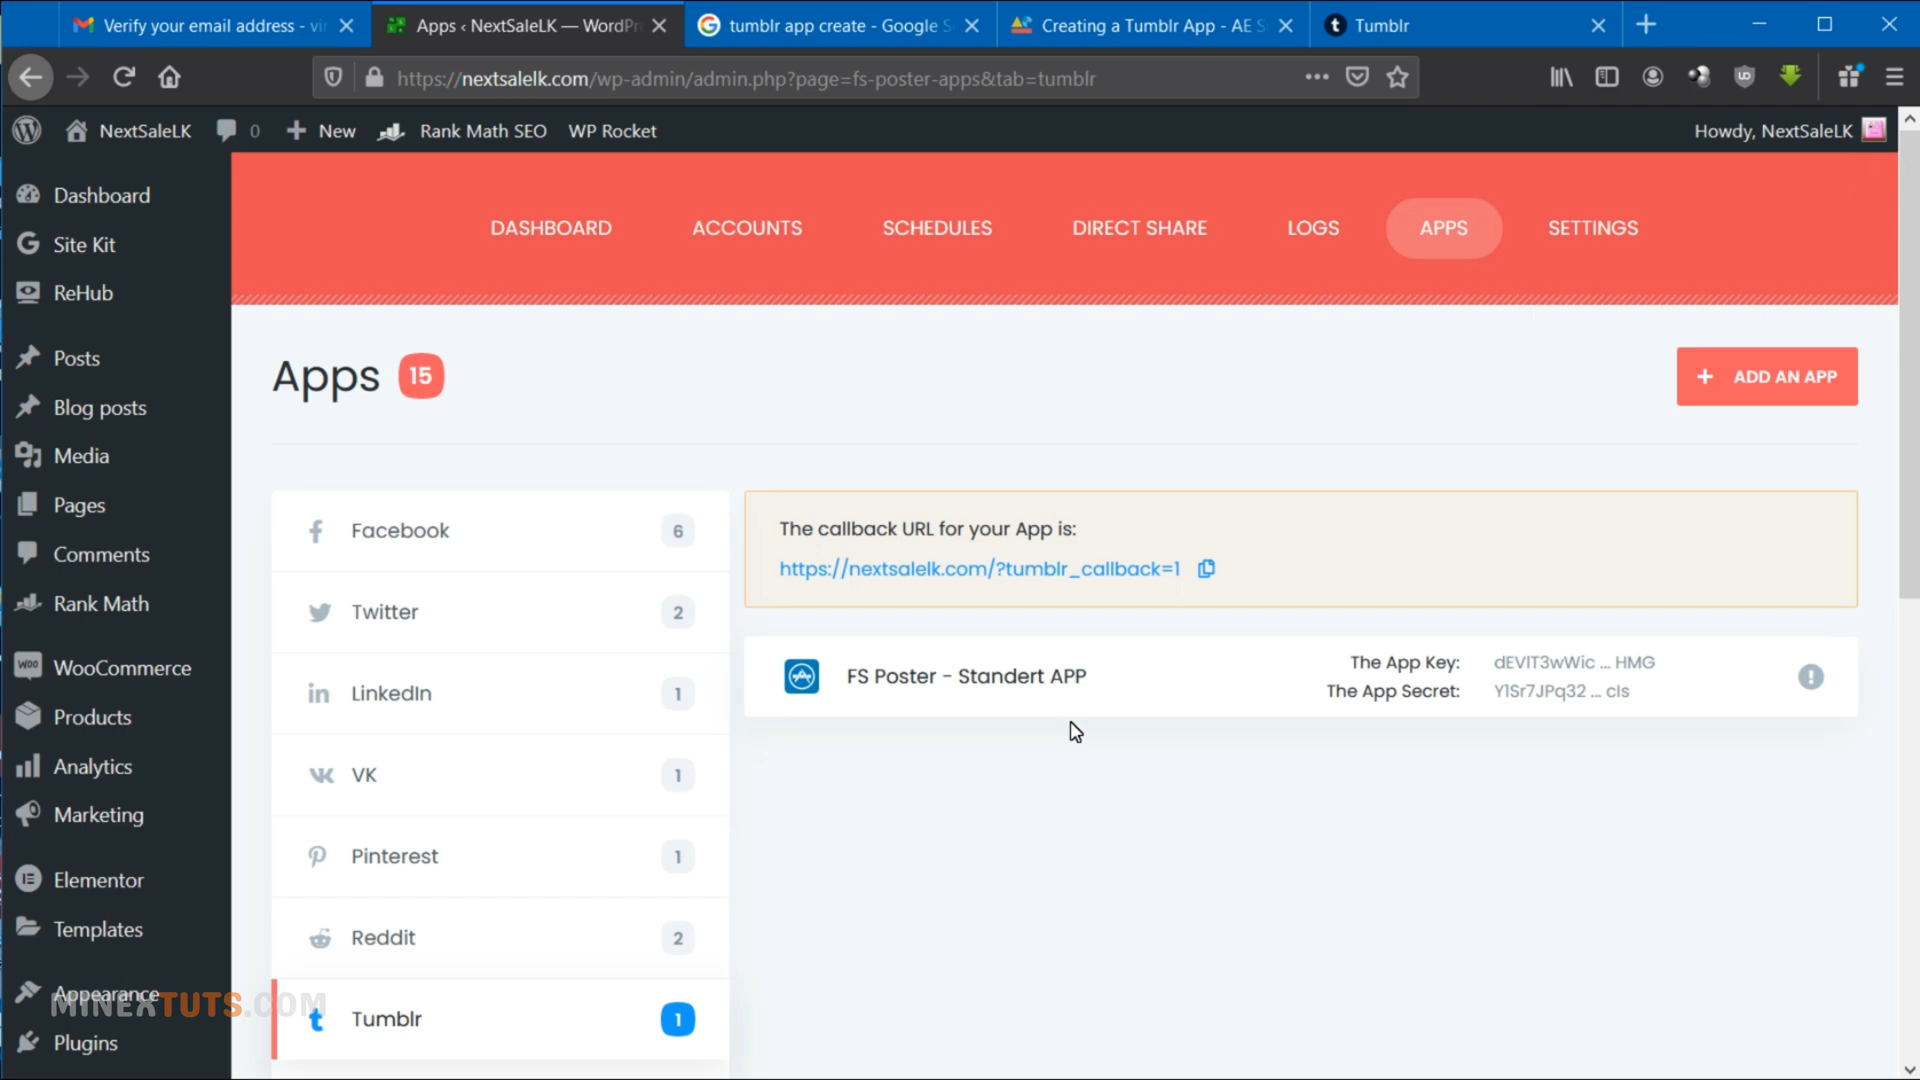 Verify your email address - vir
Apps ‹ NextSaleLK — WordPr
tumblr app create - Google S
Creating a Tumblr App - AE S
Tumblr
https://nextsalelk.com/wp-admin/admin.php?page=fs-poster-apps&tab=tumblr
NextSaleLK
0
New
Rank Math SEO
WP Rocket
Howdy, NextSaleLK
Dashboard
Site Kit
ReHub
Posts
Blog posts
Media
Pages
Comments
Rank Math
WooCommerce
Products
Analytics
Marketing
Elementor
Templates
Appearance
Plugins
DASHBOARD
ACCOUNTS
SCHEDULES
DIRECT SHARE
LOGS
APPS
SETTINGS
Apps 15
+ ADD AN APP
Facebook 6
Twitter 2
LinkedIn 1
VK 1
Pinterest 1
Reddit 2
Tumblr 1
The callback URL for your App is:
https://nextsalelk.com/?tumblr_callback=1
FS Poster - Standert APP
The App Key: dEVlT3wWic ... HMG
The App Secret: Y1Sr7JPq32 ... cIs
MINEXTUTS.COM